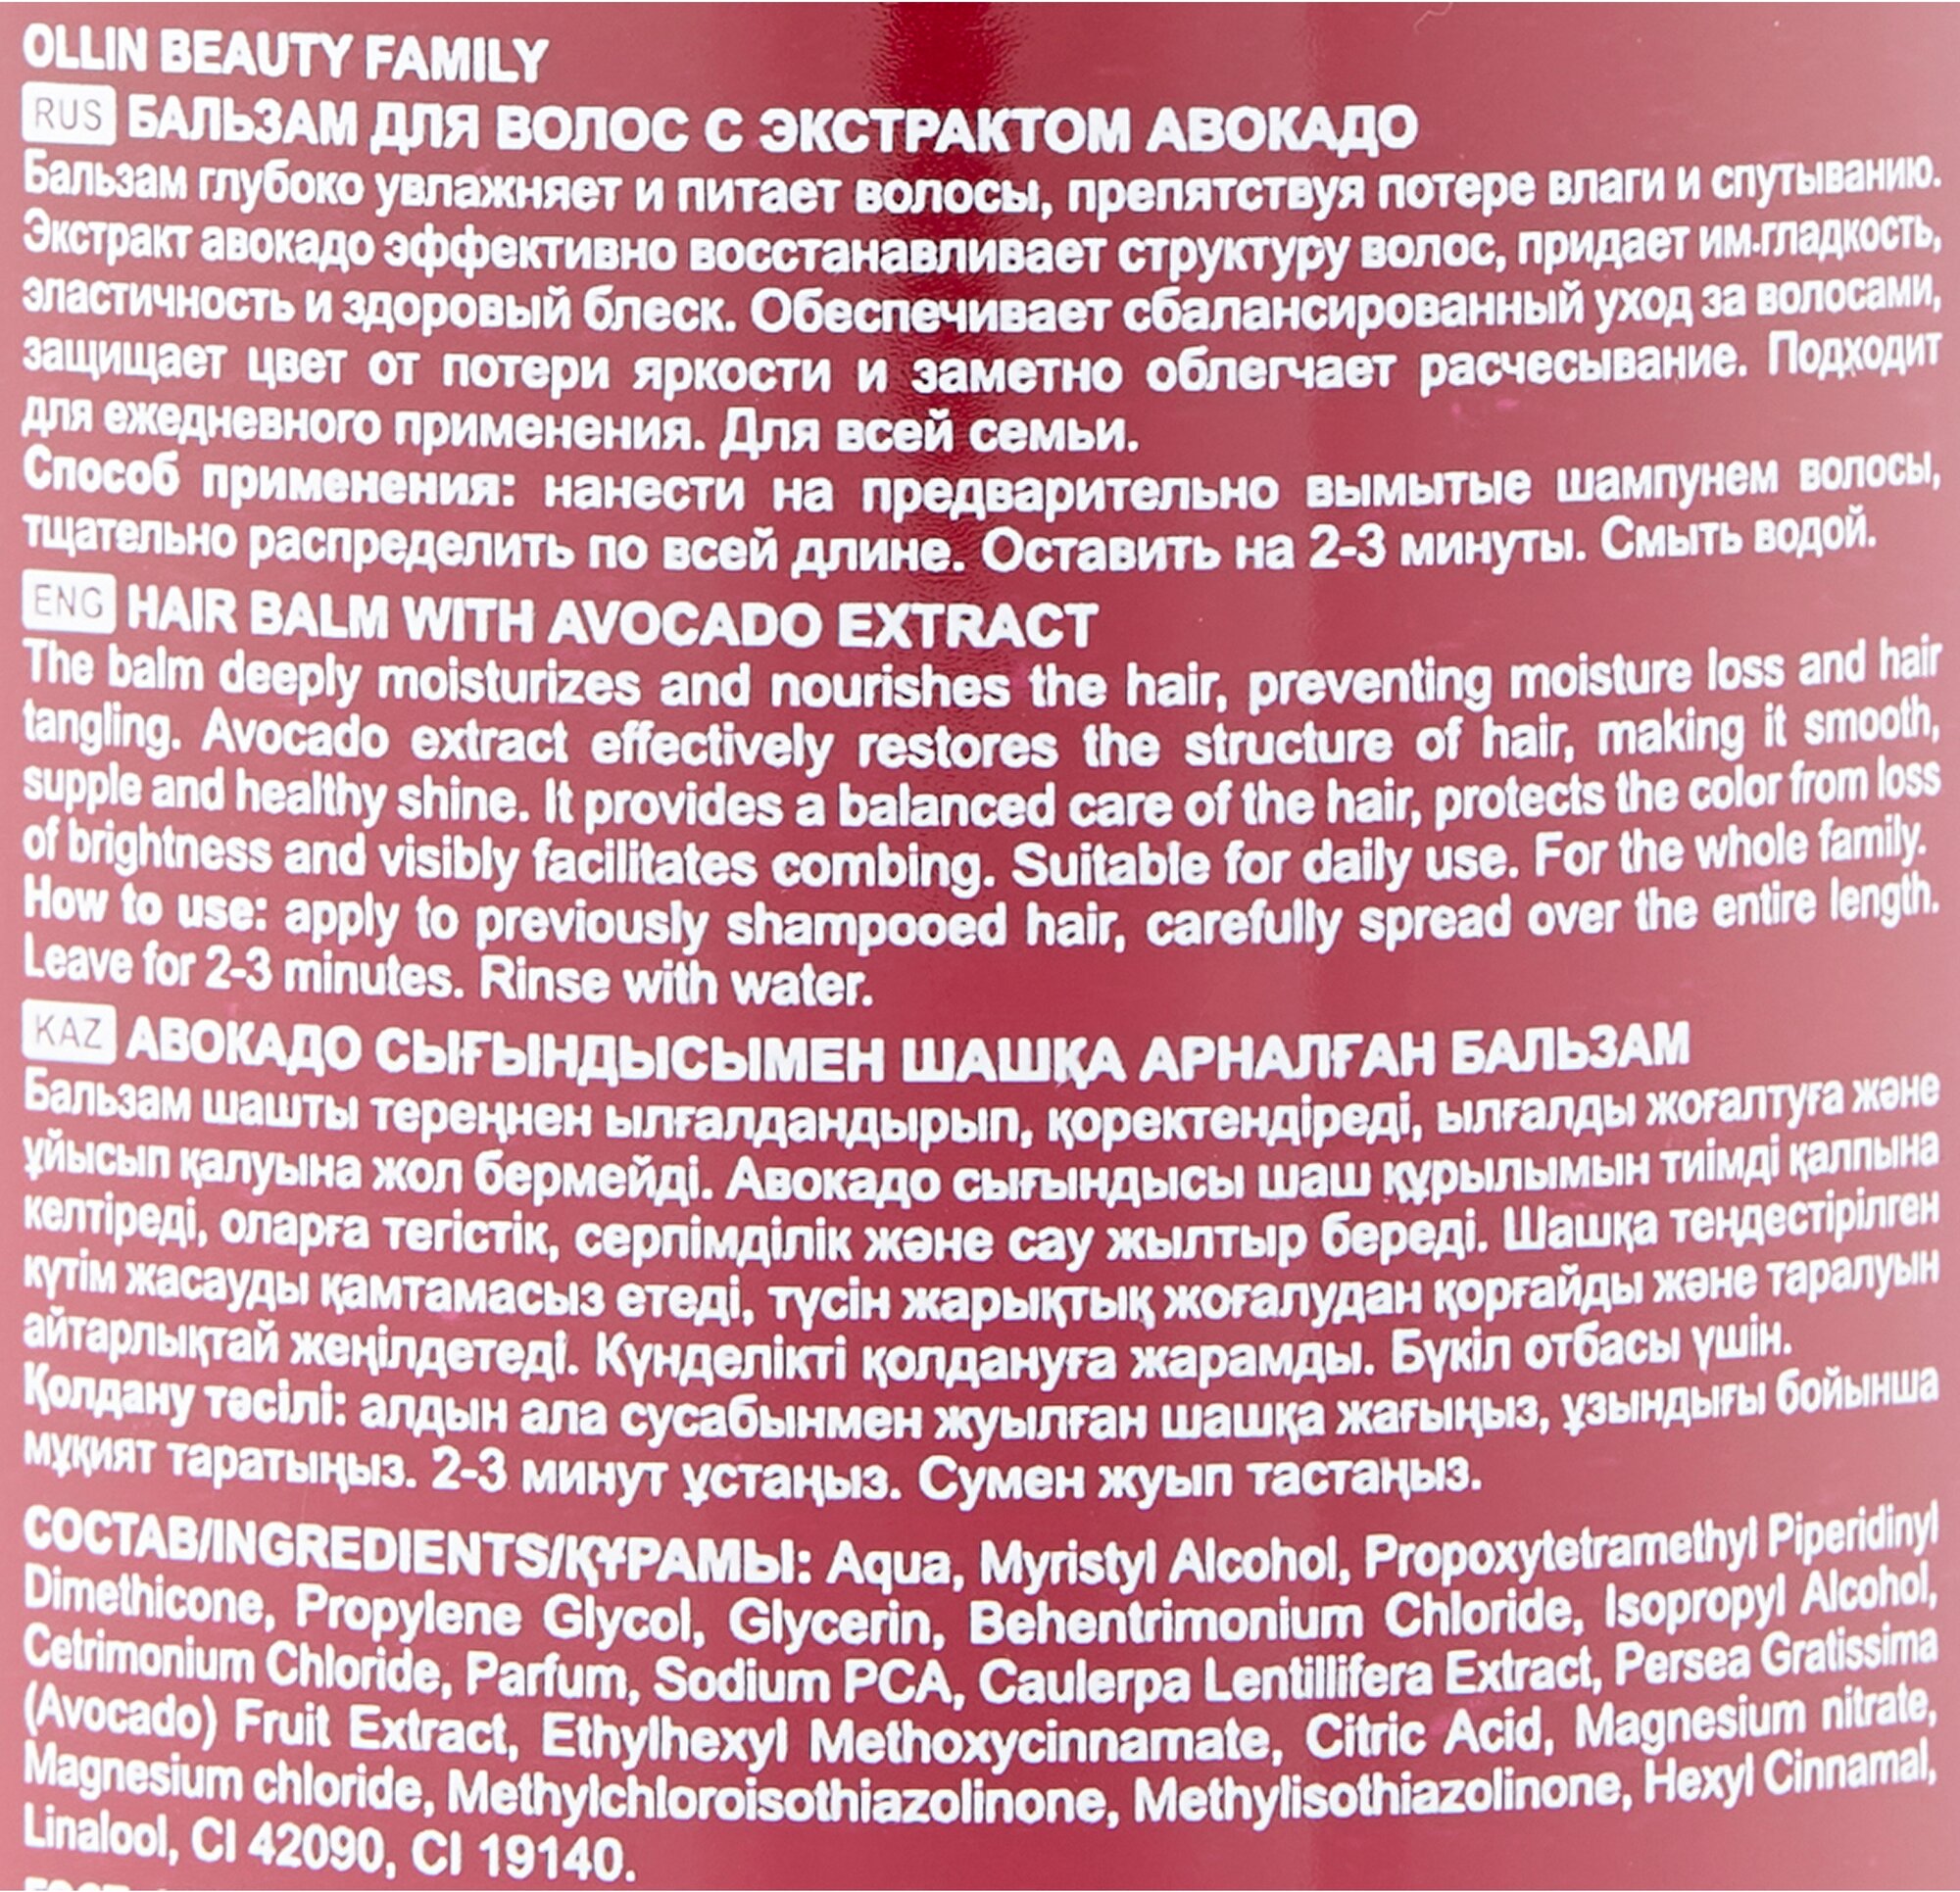 OLLIN BEAUTY FAMILY
RUS БАЛЬЗАМ ДЛЯ ВОЛОС С ЭКСТРАКТОМ АВОКАДО
Бальзам глубоко увлажняет и питает волосы, препятствуя потере влаги и спутыванию.
Экстракт авокадо эффективно восстанавливает структуру волос, придает им гладкость,
эластичность и здоровый блеск. Обеспечивает сбалансированный уход за волосами,
защищает цвет от потери яркости и заметно облегчает расчесывание. Подходит
для ежедневного применения. Для всей семьи.
Способ применения: нанести на предварительно вымытые шампунем волосы,
тщательно распределить по всей длине. Оставить на 2-3 минуты. Смыть водой.
ENG HAIR BALM WITH AVOCADO EXTRACT
The balm deeply moisturizes and nourishes the hair, preventing moisture loss and hair
tangling. Avocado extract effectively restores the structure of hair, making it smooth,
supple and healthy shine. It provides a balanced care of the hair, protects the color from loss
of brightness and visibly facilitates combing. Suitable for daily use. For the whole family.
How to use: apply to previously shampooed hair, carefully spread over the entire length.
Leave for 2-3 minutes. Rinse with water.
KAZ АВОКАДО СЫҒЫНДЫСЫМЕН ШАШҚА АРНАЛҒАН БАЛЬЗАМ
Бальзам шашты тереңнен ылғалдандырып, қоректендіреді, ылғалды жоғалтуға және
ұйысып қалуына жол бермейді. Авокадо сығындысы шаш құрылымын тиімді қалпына
келтіреді, оларға тегістік, серпімділік және сау жылтыр береді. Шашқа теңдестірілген
күтім жасауды қамтамасыз етеді, түсін жарықтық жоғалудан қорғайды және таралуын
айтарлықтай жеңілдетеді. Күнделікті қолдануға жарамды. Бүкіл отбасы үшін.
Қолдану тәсілі: алдын ала сусабынмен жуылған шашқа жағыңыз, ұзындығы бойынша
мұқият таратыңыз. 2-3 минут ұстаңыз. Сумен жуып тастаңыз.
СОСТАВ/INGREDIENTS/ҚҰРАМЫ: Aqua, Myristyl Alcohol, Propoxytetramethyl Piperidinyl
Dimethicone, Propylene Glycol, Glycerin, Behentrimonium Chloride, Isopropyl Alcohol,
Cetrimonium Chloride, Parfum, Sodium PCA, Caulerpa Lentillifera Extract, Persea Gratissima
(Avocado) Fruit Extract, Ethylhexyl Methoxycinnamate, Citric Acid, Magnesium nitrate,
Magnesium chloride, Methylchloroisothiazolinone, Methylisothiazolinone, Hexyl Cinnamal,
Linalool, CI 42090, CI 19140.